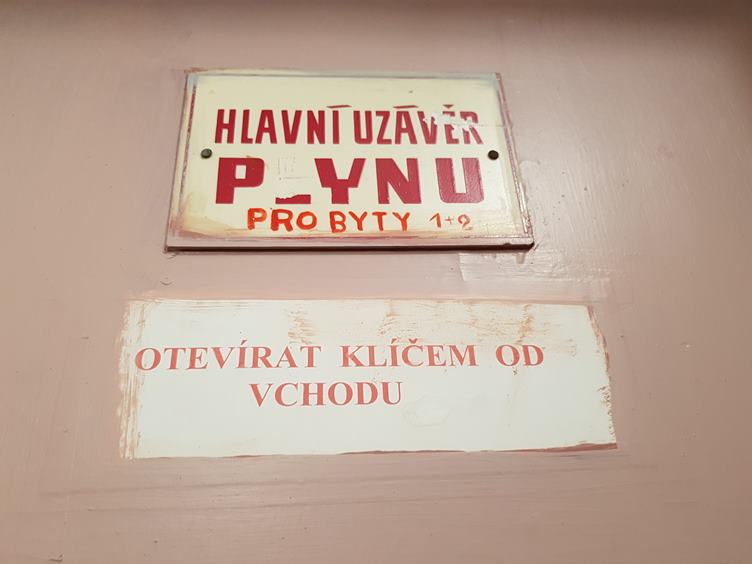 HLAVNÍ UZÁVĚR
PLYNU
PRO BYTY 1+2
OTEVÍRAT KLÍČEM OD
VCHODU